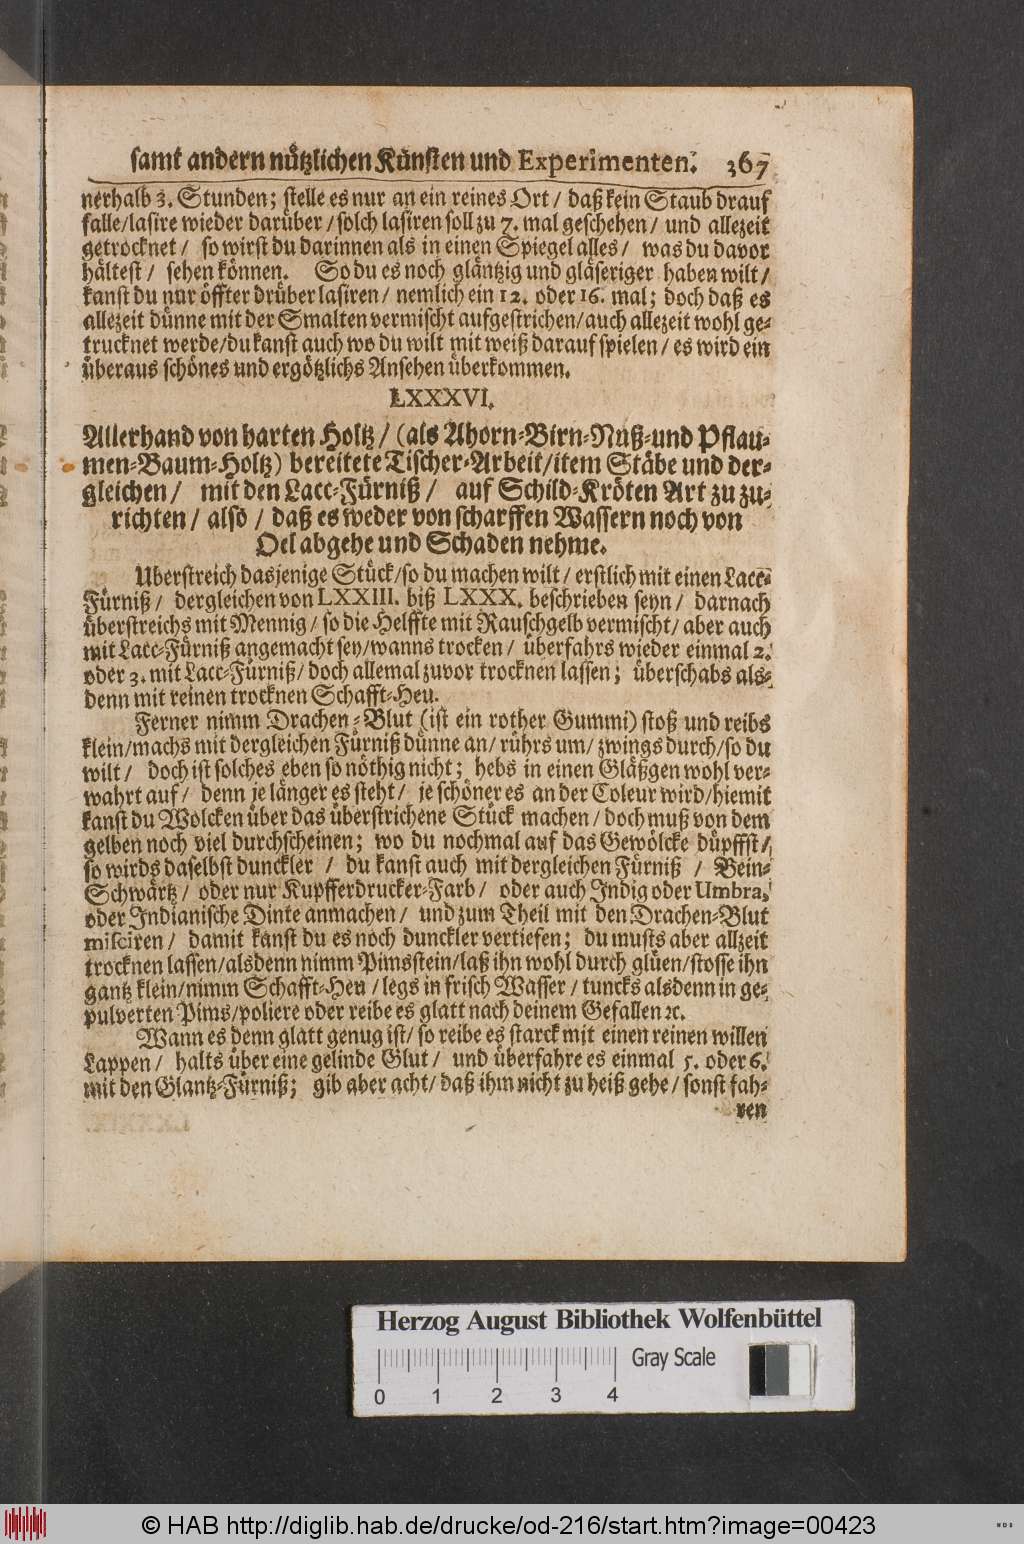 samt andern nützlichen Künsten und Experimenten. 367
nerhalb 3. Stunden; stelle es nur an ein reines Ort / daß kein Staub drauf
falle/lasire wieder darüber / solch lasiren soll zu 7. mal geschehen / und allezeit
getrocknet / so wirst du darinnen als in einen Spiegel alles / was du davor
hältest / sehen können. So du es noch gläntzig und gläseriger haben wilt /
kanst du nur öffter drüber lasiren / nemlich ein 12. oder 16. mal; doch daß es
allezeit dünne mit der Smalten vermischt aufgestrichen/auch allezeit wohl ge-
trucknet werde/du kanst auch wo du wilt mit weiß darauf spielen / es wird ein
überaus schönes und ergötzlichs Ansehen überkommen.
LXXXVI.
Allerhand von harten Holtz / (als Ahorn-Birn-Nuß-und Pflau-
men-Baum-Holtz) bereitete Tischer-Arbeit/item Stäbe und der-
gleichen / mit den Lacc-Fürniß / auf Schild-Kröten Art zu zu-
richten / also / daß es weder von scharffen Wassern noch von
Oel abgehe und Schaden nehme.
Uberstreich dasjenige Stück/so du machen wilt / erstlich mit einen Lacc-
Fürniß / dergleichen von LXXIII. biß LXXX. beschrieben seyn / darnach
überstreichs mit Mennig / so die Helffte mit Rauschgelb vermischt / aber auch
mit Lacc-Fürniß angemacht sey/wanns trocken / überfahrs wieder einmal 2.
oder 3. mit Lacc-Fürniß / doch allemal zuvor trocknen lassen; überschabs als-
denn mit reinen trocknen Schafft-Heu.
Ferner nimm Drachen-Blut (ist ein rother Gummi) stoß und reibs
klein/machs mit dergleichen Fürniß dünne an/ rührs um/ zwings durch/so du
wilt / doch ist solches eben so nöthig nicht; hebs in einen Gläßgen wohl ver-
wahrt auf / denn je länger es steht / je schöner es an der Coleur wird/hiemit
kanst du Wolcken über das überstrichene Stück machen / doch muß von dem
gelben noch viel durchscheinen; wo du nochmal auf das Gewölcke düpffst /
so wirds daselbst dunckler / du kanst auch mit dergleichen Fürniß / Bein-
Schwärtz / oder nur Kupfferdrucker-Farb / oder auch Indig oder Umbra,
oder Indianische Dinte anmachen / und zum Theil mit den Drachen-Blut
misciren / damit kanst du es noch dunckler vertiefen; du musts aber allzeit
trocknen lassen/alsdenn nimm Pimsstein/laß ihn wohl durch glüen/stosse ihn
gantz klein/nimm Schafft-Heu / legs in frisch Wasser / tuncks alsdenn in ge-
pulverten Pims/poliere oder reibe es glatt nach deinem Gefallen ꝛc.
Wann es denn glatt genug ist/ so reibe es starck mit einen reinen willen
Lappen / halts über eine gelinde Glut / und überfahre es einmal 5. oder 6.
mit den Glantz-Fürniß; gib aber acht/ daß ihm nicht zu heiß gehe / sonst fah-
ren
Herzog August Bibliothek Wolfenbüttel
Gray Scale
0 1 2 3 4
© HAB http://diglib.hab.de/drucke/od-216/start.htm?image=00423